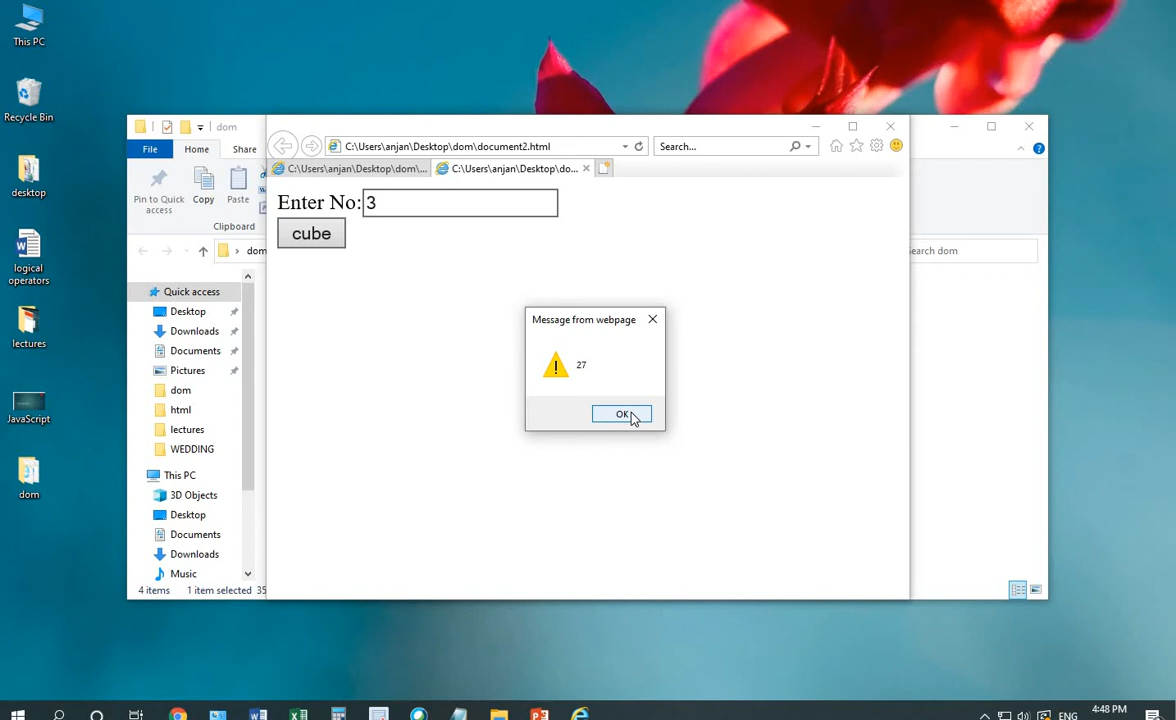 This PC
Recycle Bin
desktop
logical
operators
lectures
JavaScript
dom
dom
File
Home
Share
Pin to Quick
access
Copy
Paste
Clipboard
dom
Quick access
Desktop
Downloads
Documents
Pictures
dom
html
lectures
WEDDING
This PC
3D Objects
Desktop
Documents
Downloads
Music
4 items
1 item selected
35
C:\Users\anjan\Desktop\dom\document2.html
Search...
C:\Users\anjan\Desktop\dom\...
C:\Users\anjan\Desktop\do...
Enter No:
3
cube
Message from webpage
27
OK
earch dom
ENG
4:48 PM